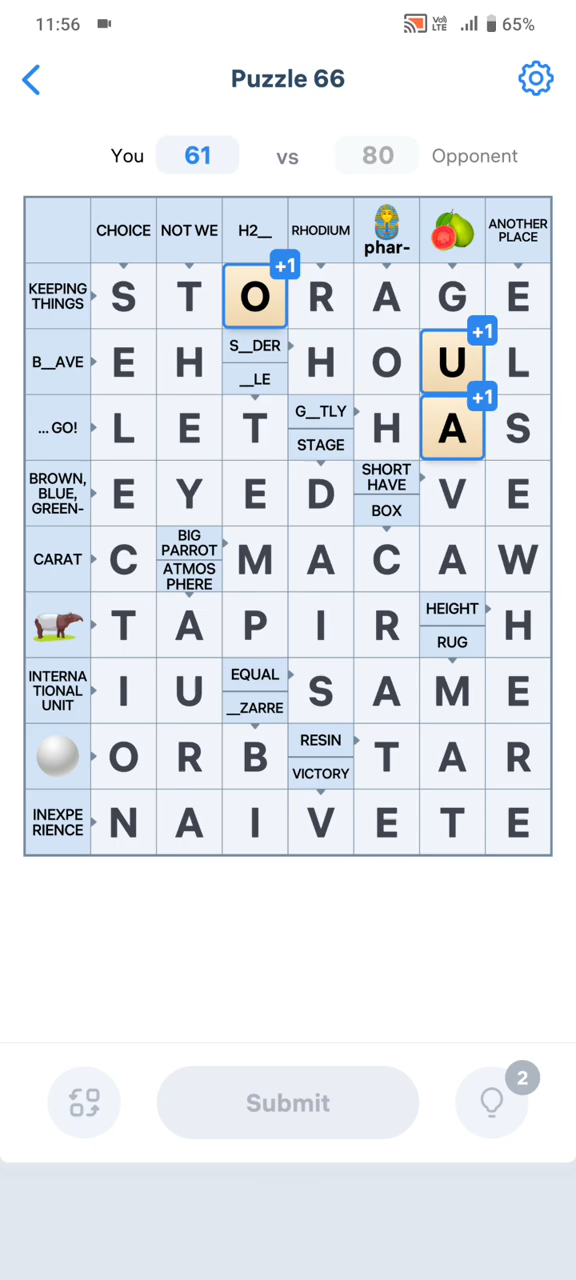 11:56
Vo)
LTE
65%
Puzzle 66
You 61 vs 80 Opponent
CHOICE NOT WE H2__ RHODIUM phar- ANOTHER
PLACE
+1
KEEPING
THINGS
S T O R A G E
+1
B__AVE E H S__DER H O U L
__LE
+1
... GO! L E T G__TLY H A S
STAGE
BROWN,
BLUE,
GREEN-
E Y E D SHORT
HAVE
V E
BOX
CARAT C BIG
PARROT
M A C A W
ATMOS
PHERE
T A P I R HEIGHT H
RUG
INTERNA
TIONAL
UNIT
I U EQUAL S A M E
__ZARRE
O R B RESIN T A R
VICTORY
INEXPE
RIENCE
N A I V E T E
Submit
2